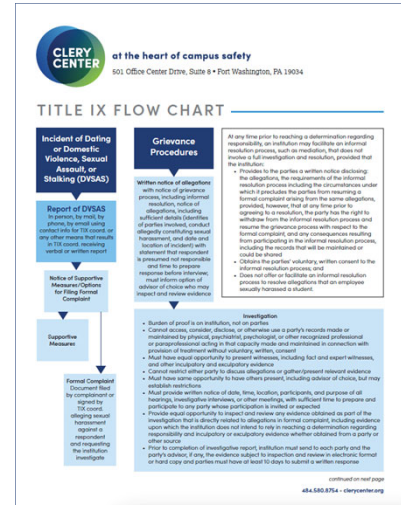 CLERY
CENTER
at the heart of campus safety
501 Office Center Drive, Suite 8 • Fort Washington, PA 19034
TITLE IX FLOW CHART
Incident of Dating
or Domestic
Violence, Sexual
Assault, or
Stalking (DVSAS)
Report of DVSAS
In person, by mail, by
phone, by email using
contact info for TIX coord. or
any other means that results
in TIX coord. receiving
verbal or written report
Notice of Supportive
Measures/Options
for Filing Formal
Complaint
Supportive
Measures
Formal Complaint
Document filed
by complainant or
signed by
TIX coord.
alleging sexual
harassment
against a
respondent
and requesting
the institution
investigate
Grievance
Procedures
Written notice of allegations
with notice of grievance
process, including informal
resolution, notice of
allegations, including
sufficient details (identities
of parties involved, conduct
allegedly constituting sexual
harassment, and date and
location of incident) with
statement that respondent
is presumed not responsible
and time to prepare
response before interview;
must inform option of
advisor of choice who may
inspect and review evidence
At any time prior to reaching a determination regarding
responsibility, an institution may facilitate an informal
resolution process, such as mediation, that does not
involve a full investigation and resolution, provided that
the institution:
• Provides to the parties a written notice disclosing:
the allegations, the requirements of the informal
resolution process including the circumstances under
which it precludes the parties from resuming a
formal complaint arising from the same allegations,
provided, however, that at any time prior to
agreeing to a resolution, the party has the right to
withdraw from the informal resolution process and
resume the grievance process with respect to the
formal complaint, and any consequences resulting
from participating in the informal resolution process,
including the records that will be maintained or
could be shared
• Obtains the parties' voluntary, written consent to the
informal resolution process; and
• Does not offer or facilitate an informal resolution
process to resolve allegations that an employee
sexually harassed a student.
Investigation
• Burden of proof is on institution, not on parties
• Cannot access, consider, disclose, or otherwise use a party's records made or
maintained by physician, psychiatrist, psychologist, or other recognized professional
or paraprofessional acting in that capacity made and maintained in connection with
provision of treatment without voluntary, written, consent
• Must have equal opportunity to present witnesses, including fact and expert witnesses,
and other inculpatory and exculpatory evidence
• Cannot restrict either party to discuss allegations or gather/present relevant evidence
• Must have same opportunity to have others present, including advisor of choice, but may
establish restrictions
• Must provide written notice of date, time, location, participants, and purpose of all
hearings, investigative interviews, or other meetings, with sufficient time to prepare and
participate to any party whose participation is invited or expected
• Provide equal opportunity to inspect and review any evidence obtained as part of the
investigation that is directly related to allegations in formal complaint, including evidence
upon which the institution does not intend to rely in reaching a determination regarding
responsibility and inculpatory or exculpatory evidence whether obtained from a party or
other source
• Prior to completion of investigative report, institution must send to each party and the
party's advisor, if any, the evidence subject to inspection and review in electronic format
or hard copy and parties must have at least 10 days to submit a written response
continued on next page
484.580.8754 • clerycenter.org